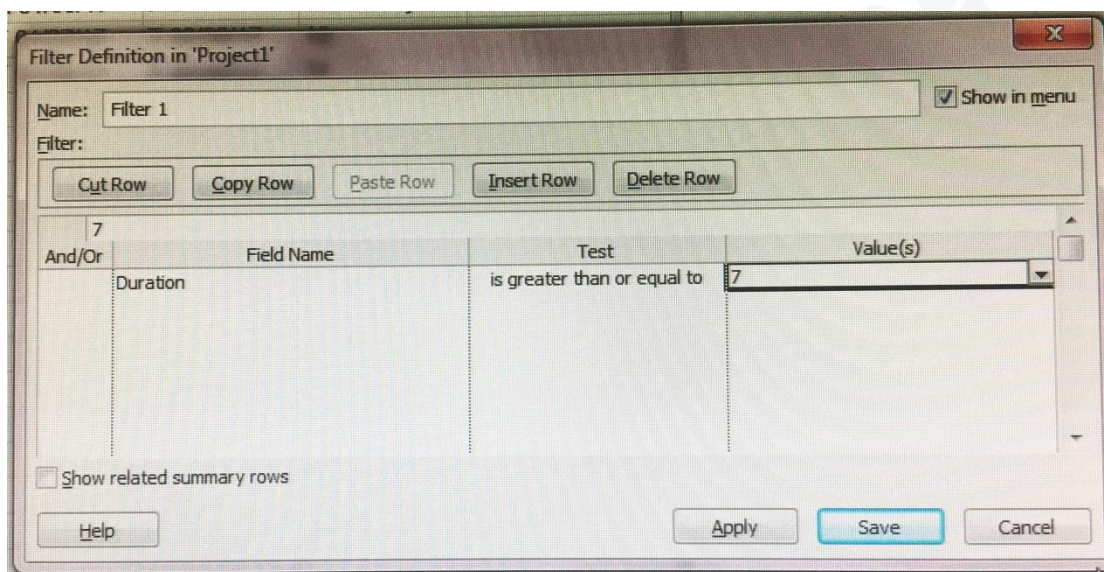 Filter Definition in 'Project1'
Name: Filter 1
Show in menu
Filter:
Cut Row Copy Row Paste Row Insert Row Delete Row
7
And/Or Field Name Test Value(s)
Duration is greater than or equal to 7
Show related summary rows
Help Apply Save Cancel